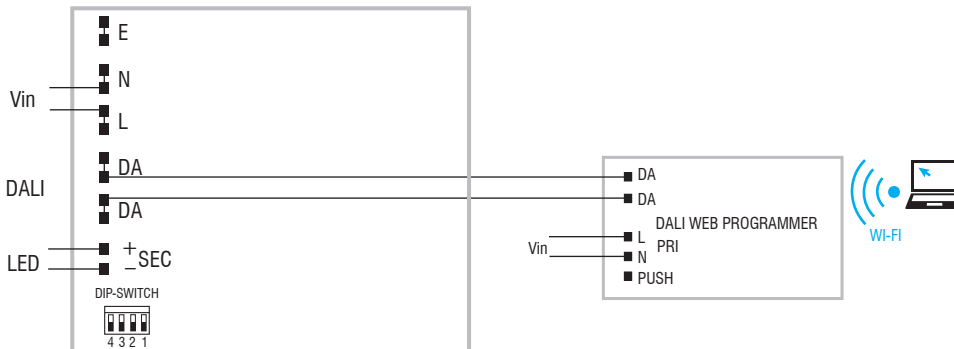 E
N
Vin
L
DA
DALI
DA
+
LED
– SEC
DIP-SWITCH
4 3 2 1
DA
DA
DALI WEB PROGRAMMER
L
PRI
Vin
N
PUSH
WI-FI